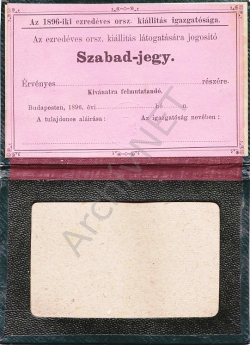 Az 1896-iki ezredéves orsz. kiállítás igazgatósága.
Az ezredéves orsz. kiállítás látogatására jogosító
Szabad-jegy.
Érvényes részére.
Kivánatra felmutatandó.
Budapesten, 1896. évi hó n.
A tulajdonos aláírása: Az igazgatóság nevében:
ArchívNET